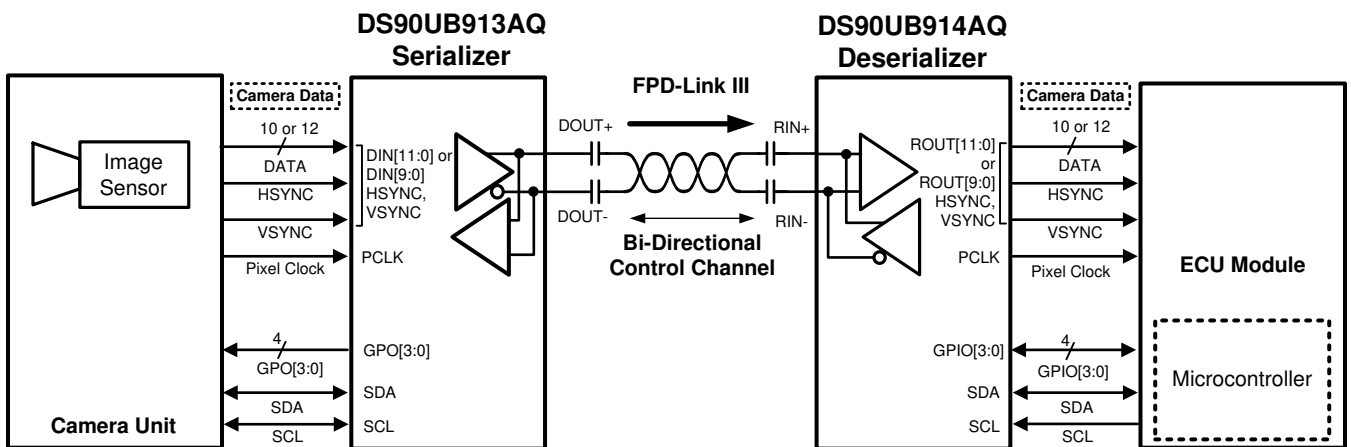 DS90UB913AQ
Serializer
DS90UB914AQ
Deserializer
Camera Data
FPD-Link III
Camera Data
Image
Sensor
10 or 12
DATA
HSYNC
VSYNC
Pixel Clock
DIN[11:0] or
DIN[9:0]
HSYNC,
VSYNC
PCLK
DOUT+
DOUT-
RIN+
RIN-
Bi-Directional
Control Channel
ROUT[11:0]
or
ROUT[9:0]
HSYNC,
VSYNC
PCLK
10 or 12
DATA
HSYNC
VSYNC
Pixel Clock
ECU Module
4
GPO[3:0]
GPO[3:0]
SDA
SDA
SCL
SCL
Camera Unit
GPIO[3:0]
4
GPIO[3:0]
SDA
SDA
SCL
SCL
Microcontroller